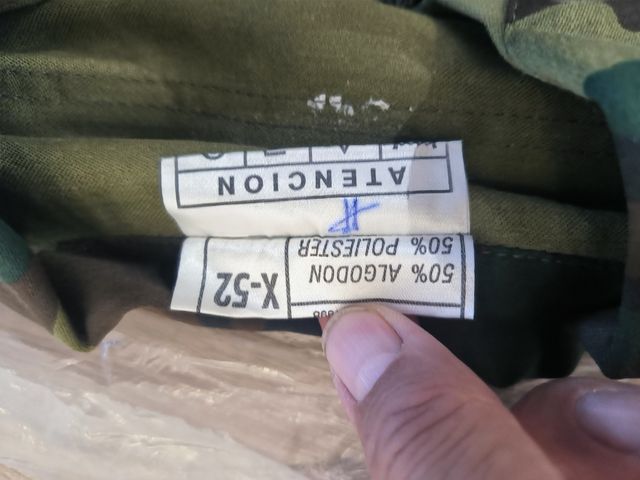 50% ALGODON
50% POLIESTER
X-52
ATENCION